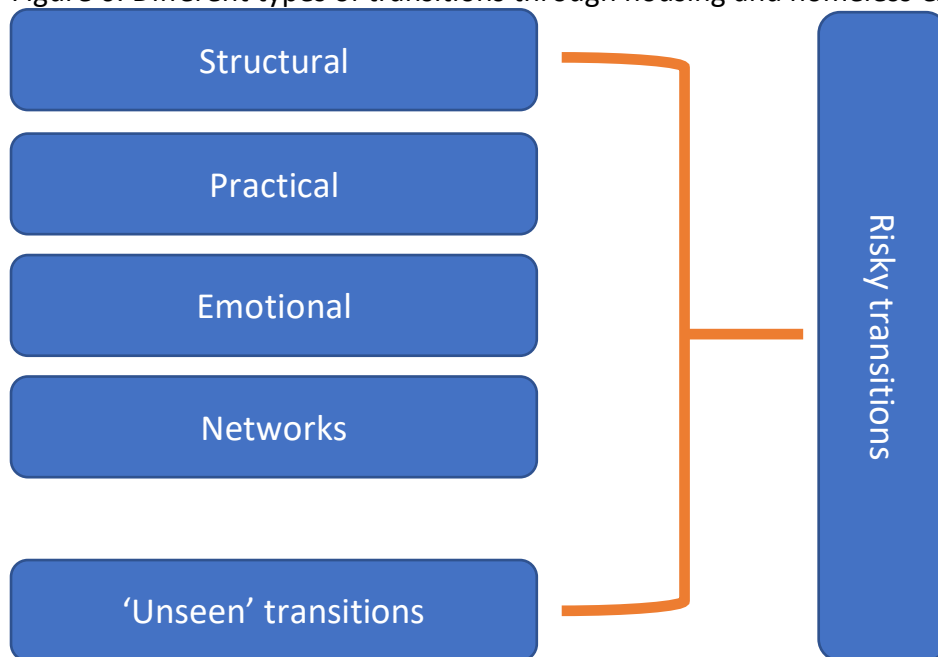 Structural
Practical
Emotional
Networks
‘Unseen’ transitions
Risky transitions